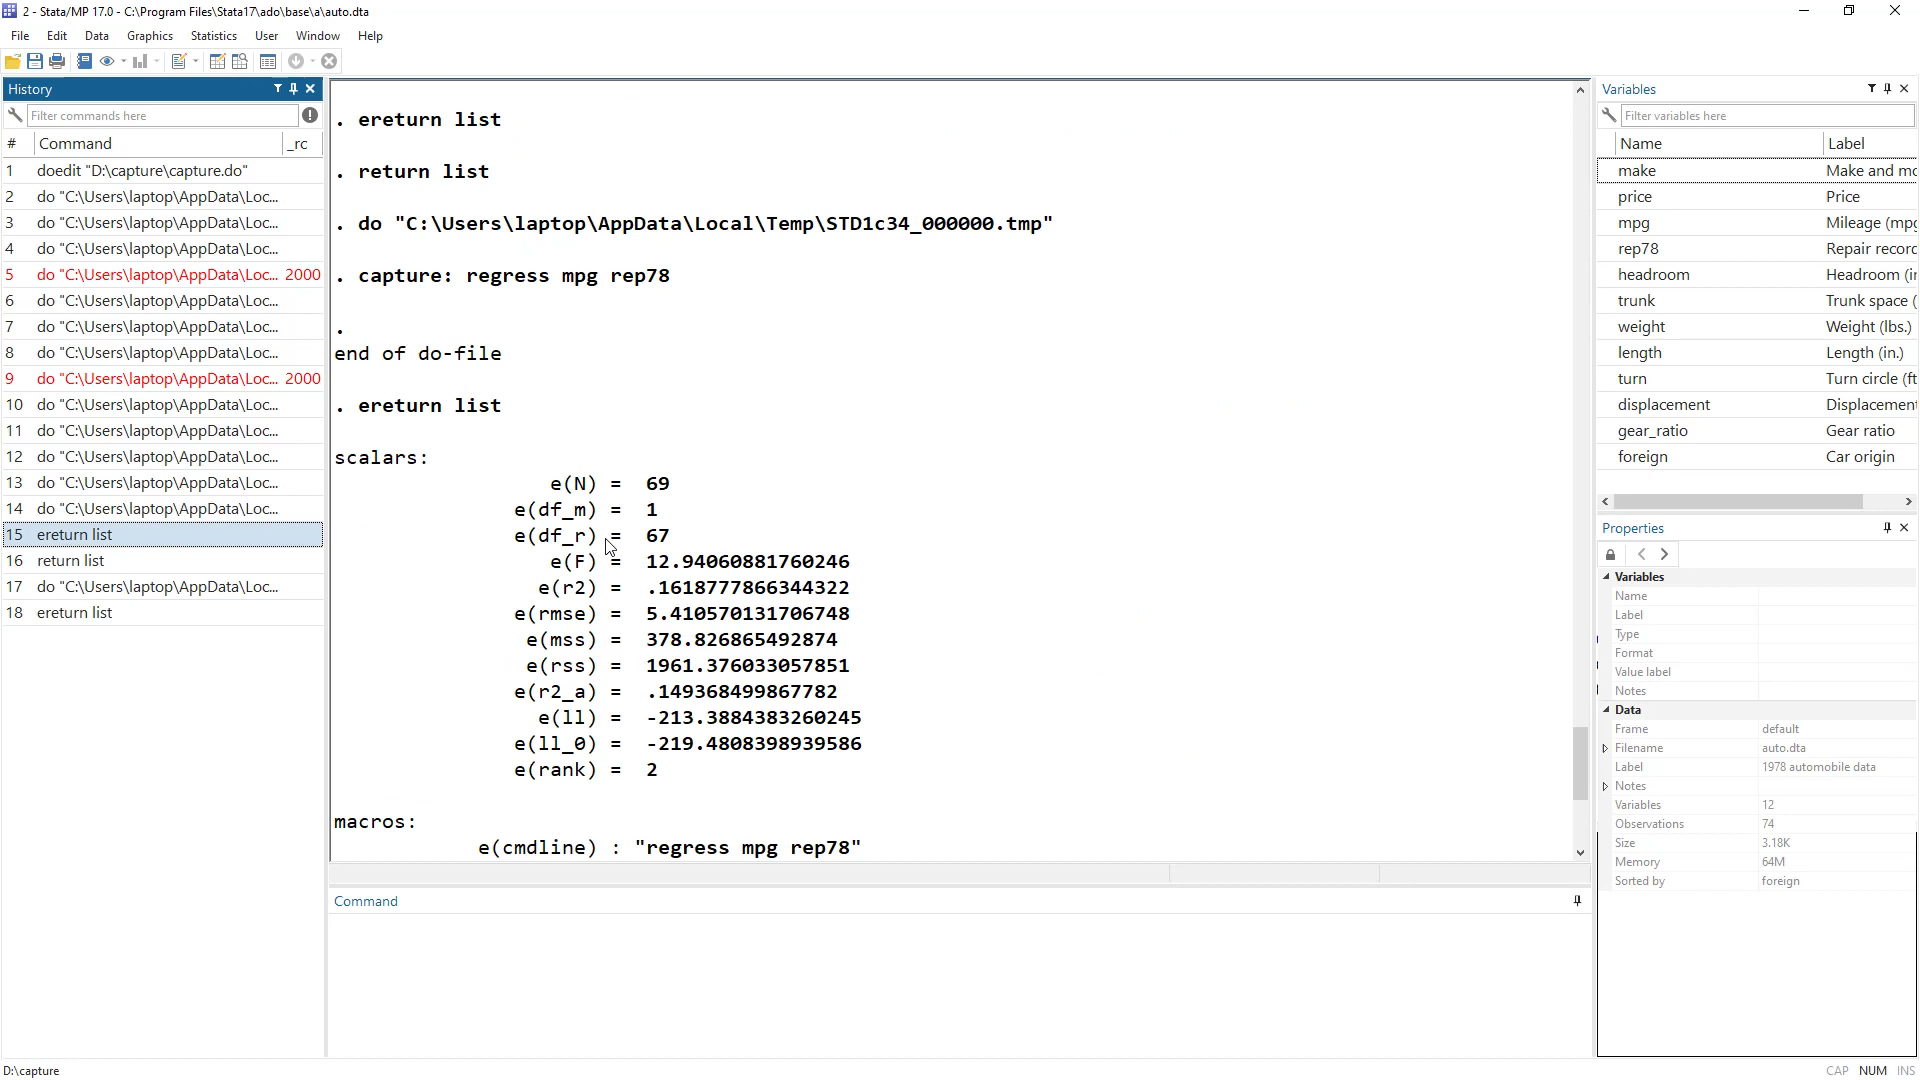 2 - Stata/MP 17.0 - C:\Program Files\Stata17\ado\base\a\auto.dta
File Edit Data Graphics Statistics User Window Help
History
Filter commands here
# Command _rc
1 doedit "D:\capture\capture.do"
2 do "C:\Users\laptop\AppData\Loc...
3 do "C:\Users\laptop\AppData\Loc...
4 do "C:\Users\laptop\AppData\Loc...
5 do "C:\Users\laptop\AppData\Loc... 2000
6 do "C:\Users\laptop\AppData\Loc...
7 do "C:\Users\laptop\AppData\Loc...
8 do "C:\Users\laptop\AppData\Loc...
9 do "C:\Users\laptop\AppData\Loc... 2000
10 do "C:\Users\laptop\AppData\Loc...
11 do "C:\Users\laptop\AppData\Loc...
12 do "C:\Users\laptop\AppData\Loc...
13 do "C:\Users\laptop\AppData\Loc...
14 do "C:\Users\laptop\AppData\Loc...
15 ereturn list
16 return list
17 do "C:\Users\laptop\AppData\Loc...
18 ereturn list
. ereturn list
. return list
. do "C:\Users\laptop\AppData\Local\Temp\STD1c34_000000.tmp"
. capture: regress mpg rep78
.
end of do-file
. ereturn list
scalars:
e(N) = 69
e(df_m) = 1
e(df_r) = 67
e(F) = 12.94060881760246
e(r2) = .1618777866344322
e(rmse) = 5.410570131706748
e(mss) = 378.826865492874
e(rss) = 1961.376033057851
e(r2_a) = .149368499867782
e(ll) = -213.3884383260245
e(ll_0) = -219.4808398939586
e(rank) = 2
macros:
e(cmdline) : "regress mpg rep78"
Command
Variables
Filter variables here
Name Label
make Make and mo
price Price
mpg Mileage (mpg
rep78 Repair record
headroom Headroom (in
trunk Trunk space (
weight Weight (lbs.)
length Length (in.)
turn Turn circle (ft
displacement Displacement
gear_ratio Gear ratio
foreign Car origin
Properties
Variables
Name
Label
Type
Format
Value label
Notes
Data
Frame default
Filename auto.dta
Label 1978 automobile data
Notes
Variables 12
Observations 74
Size 3.18K
Memory 64M
Sorted by foreign
D:\capture
CAP NUM INS